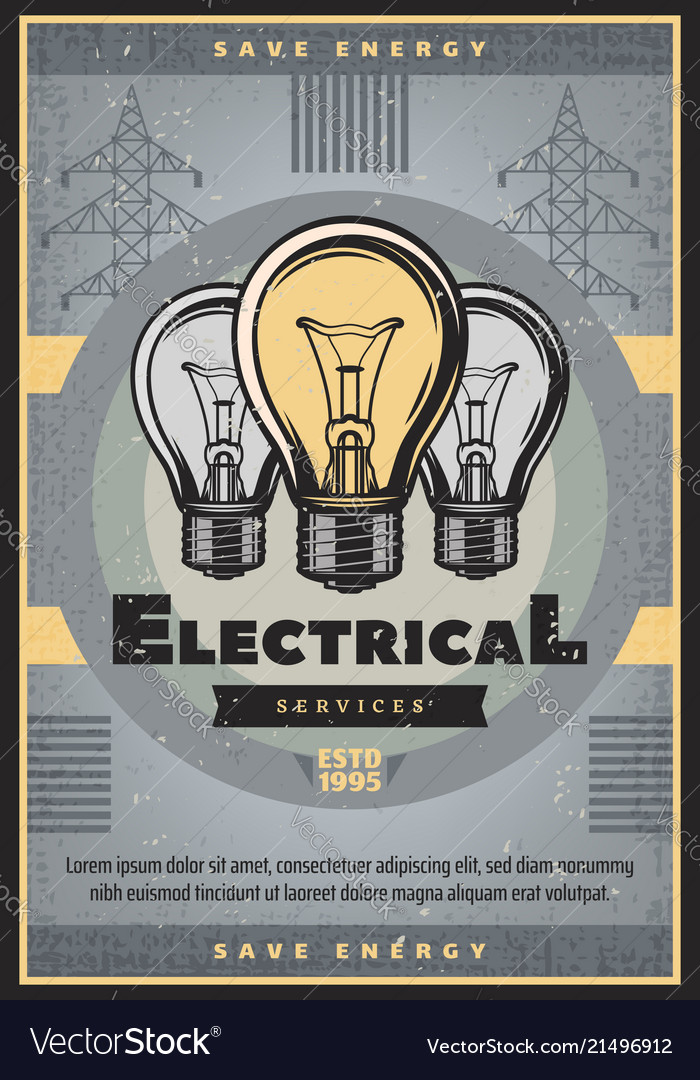 SAVE ENERGY
ELECTRICAL
SERVICES
ESTD
1995
Lorem ipsum dolor sit amet, consectetuer adipiscing elit, sed diam nonummy
nibh euismod tincidunt ut laoreet dolore magna aliquam erat volutpat.
SAVE ENERGY
VectorStock®
VectorStock.com/21496912